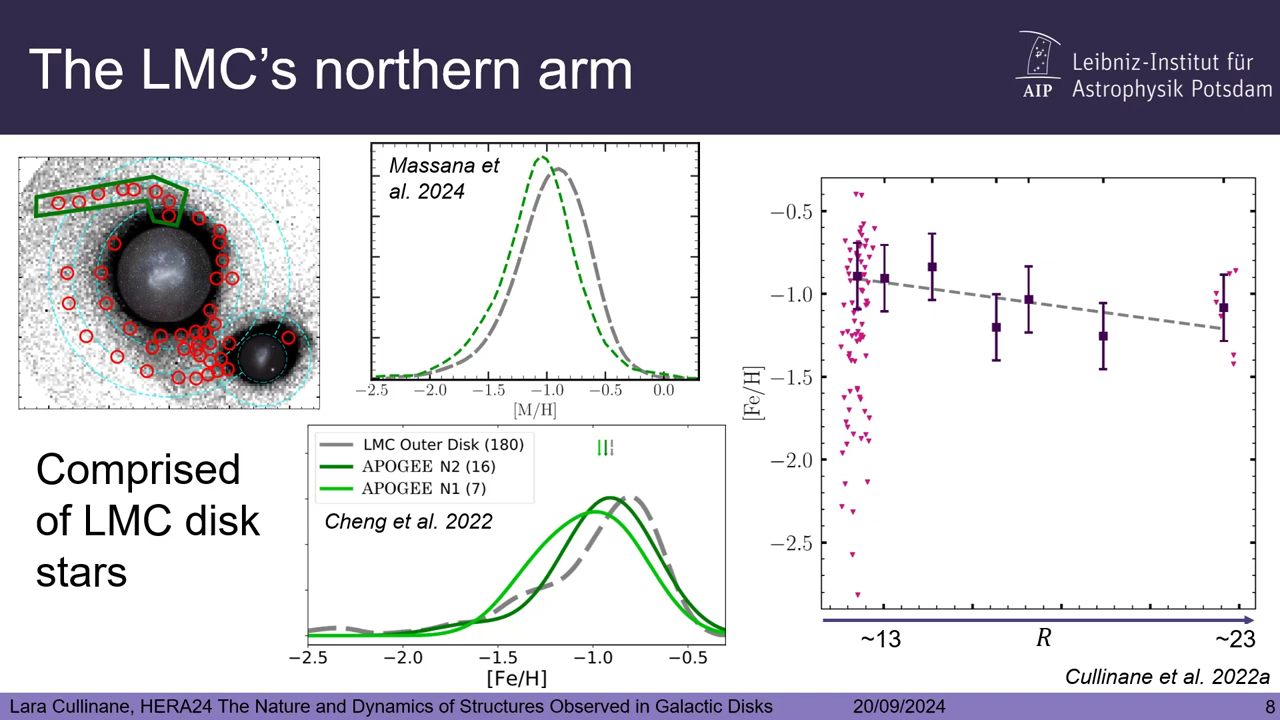 The LMC's northern arm
AIP
Leibniz-Institut für
Astrophysik Potsdam
Massana et
al. 2024
−2.5 −2.0 −1.5 −1.0 −0.5 0.0
[M/H]
Comprised
of LMC disk
stars
LMC Outer Disk (180)
APOGEE N2 (16)
APOGEE N1 (7)
Cheng et al. 2022
−2.5 −2.0 −1.5 −1.0 −0.5
[Fe/H]
−0.5
−1.0
−1.5
−2.0
−2.5
[Fe/H]
~13 R ~23
Cullinane et al. 2022a
Lara Cullinane, HERA24 The Nature and Dynamics of Structures Observed in Galactic Disks 20/09/2024 8